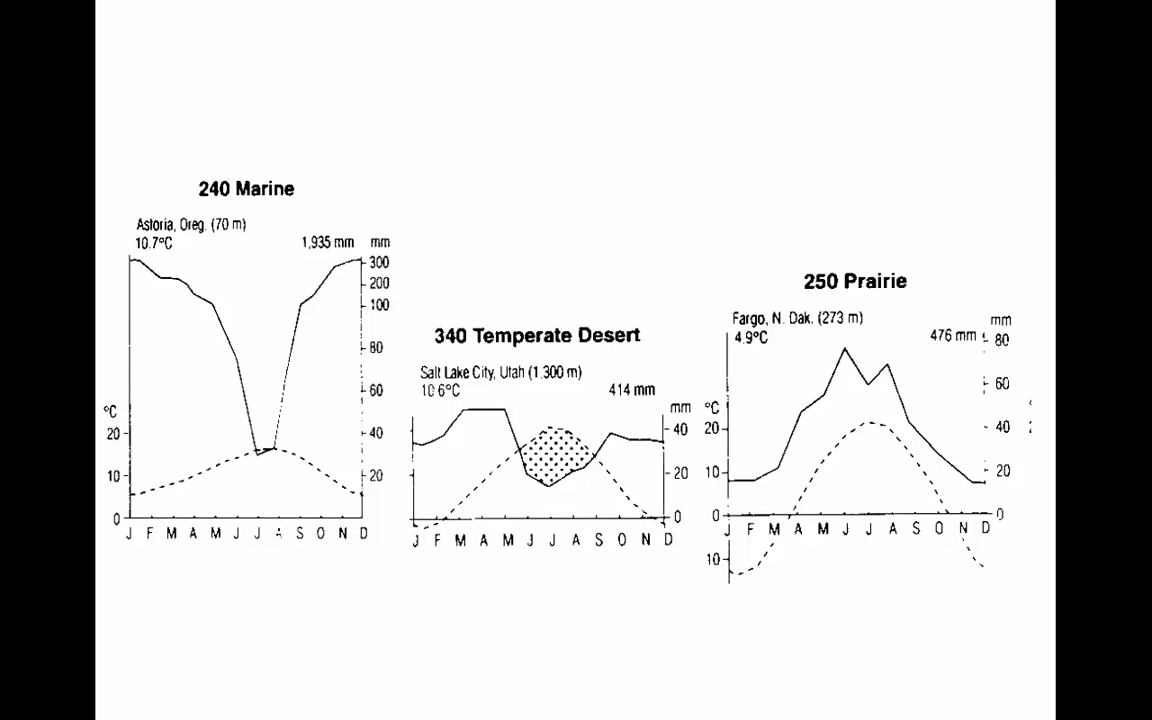 240 Marine
Astoria, Oreg. (70 m)
10.7°C 1,935 mm mm
300
200
100
80
60
°C
20 40
10 20
0
J F M A M J J A S O N D
340 Temperate Desert
Salt Lake City, Utah (1.300 m)
10 6°C 414 mm
mm
40
20
0
J F M A M J J A S O N D
250 Prairie
Fargo, N. Dak. (273 m) mm
4.9°C 476 mm 80
60
°C
20 40
10 20
0 0
J F M A M J J A S O N D
10